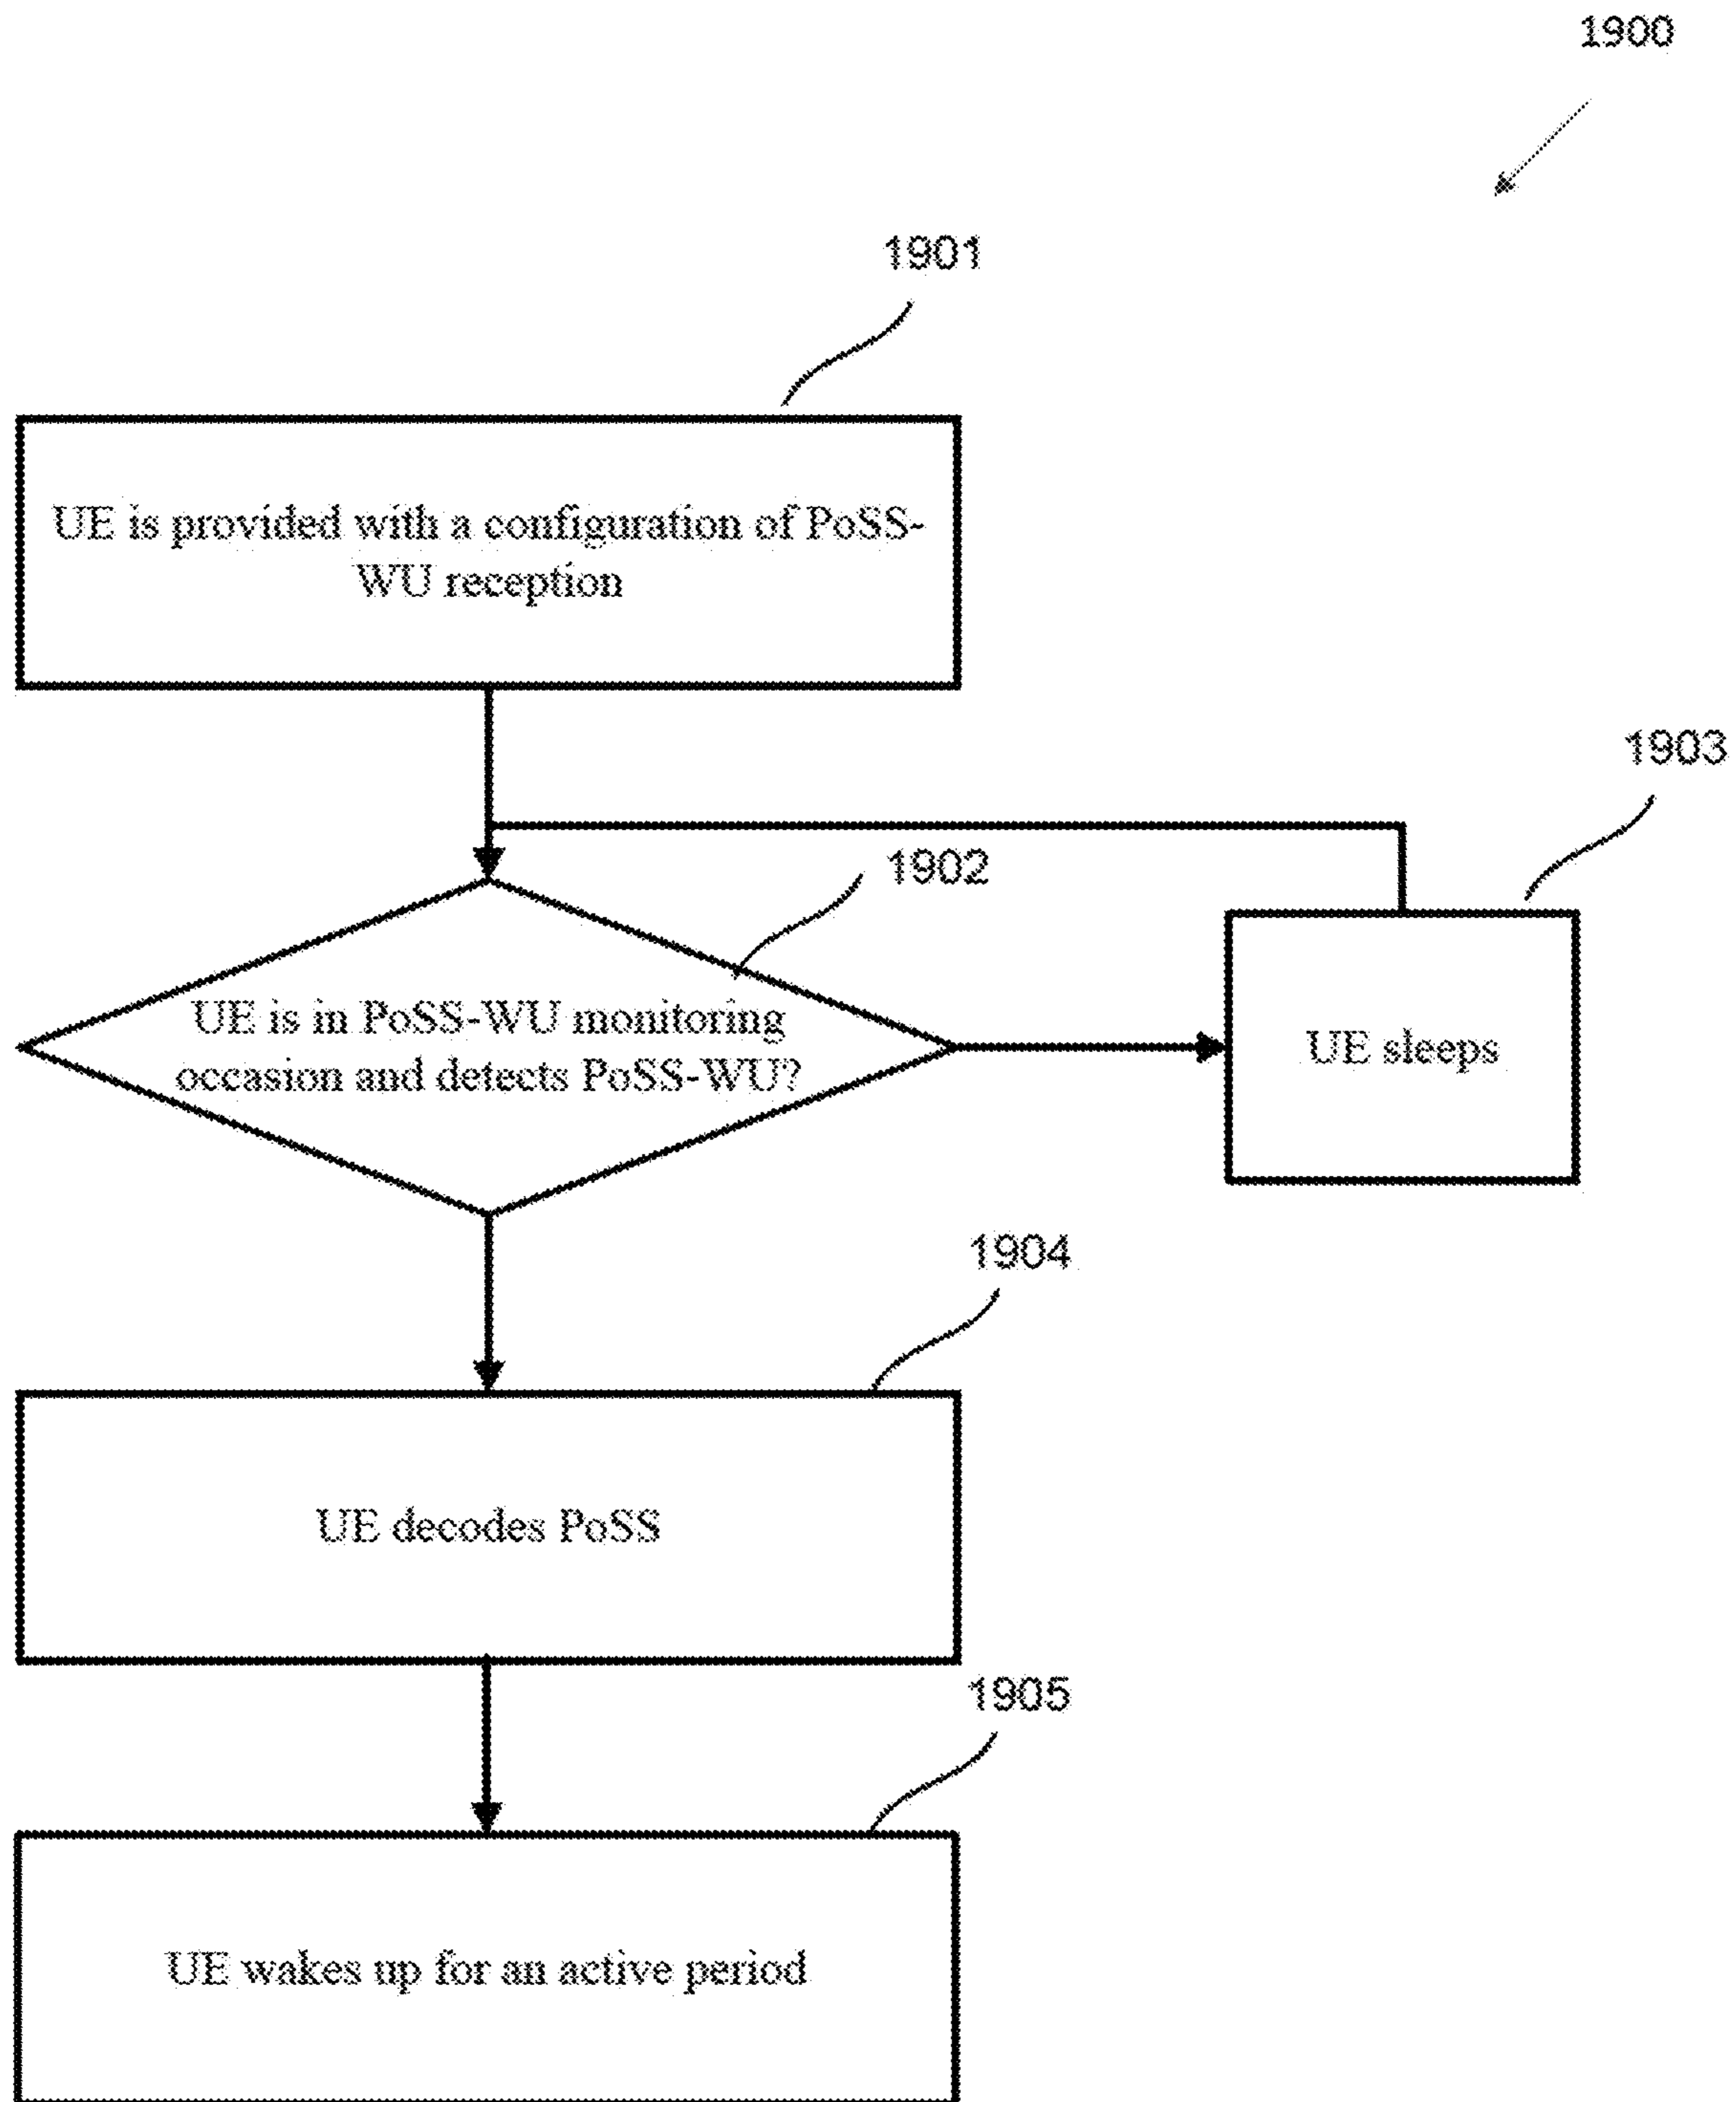 1900
1901
UE is provided with a configuration of PoSS-
WU reception
1903
1902
UE is in PoSS-WU monitoring
occasion and detects PoSS-WU?
UE sleeps
1904
UE decodes PoSS
1905
UE wakes up for an active period